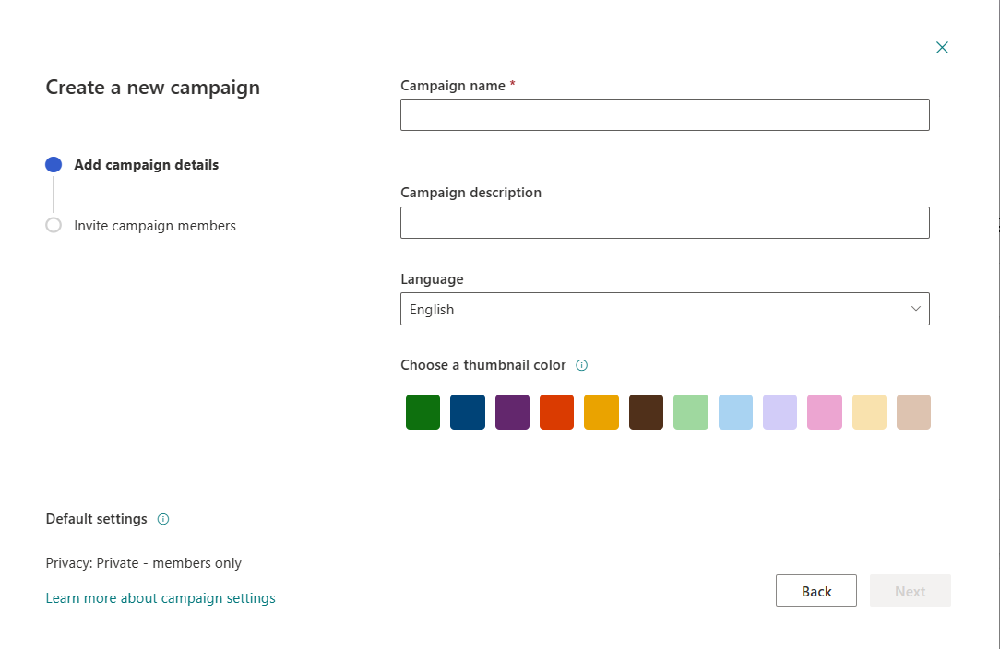 Create a new campaign
Add campaign details
Invite campaign members
Default settings
Privacy: Private - members only
Learn more about campaign settings
Campaign name *
Campaign description
Language
English
Choose a thumbnail color
Back
Next